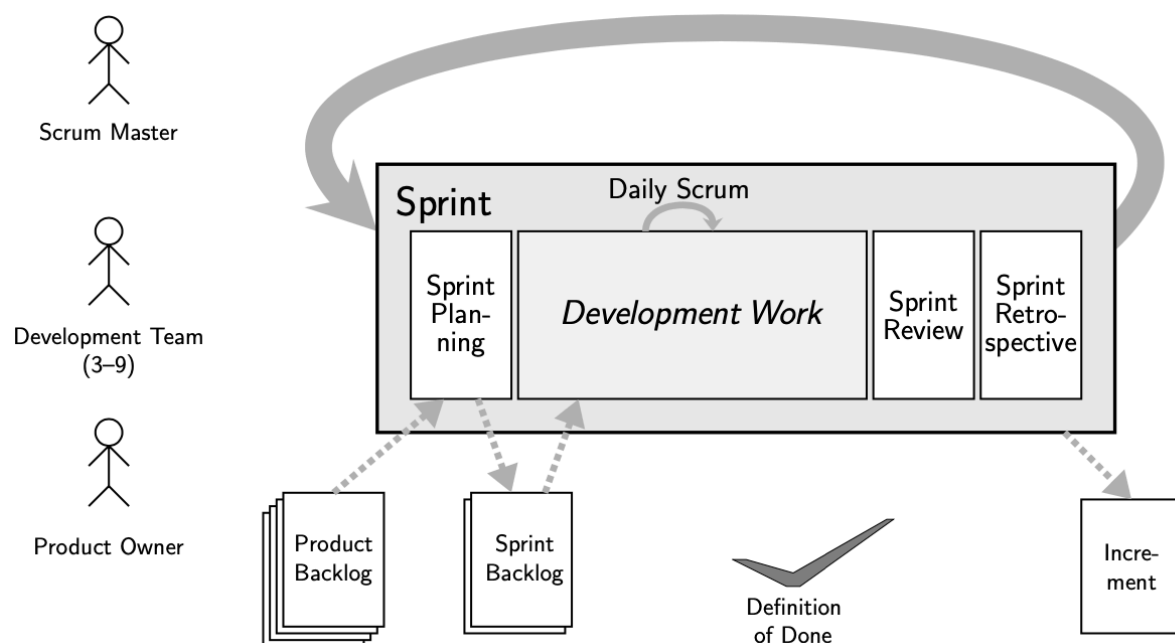 Scrum Master
Development Team
(3–9)
Product Owner
Sprint
Daily Scrum
Sprint
Plan-
ning
Development Work
Sprint
Review
Sprint
Retro-
spective
Product
Backlog
Sprint
Backlog
Definition
of Done
Incre-
ment